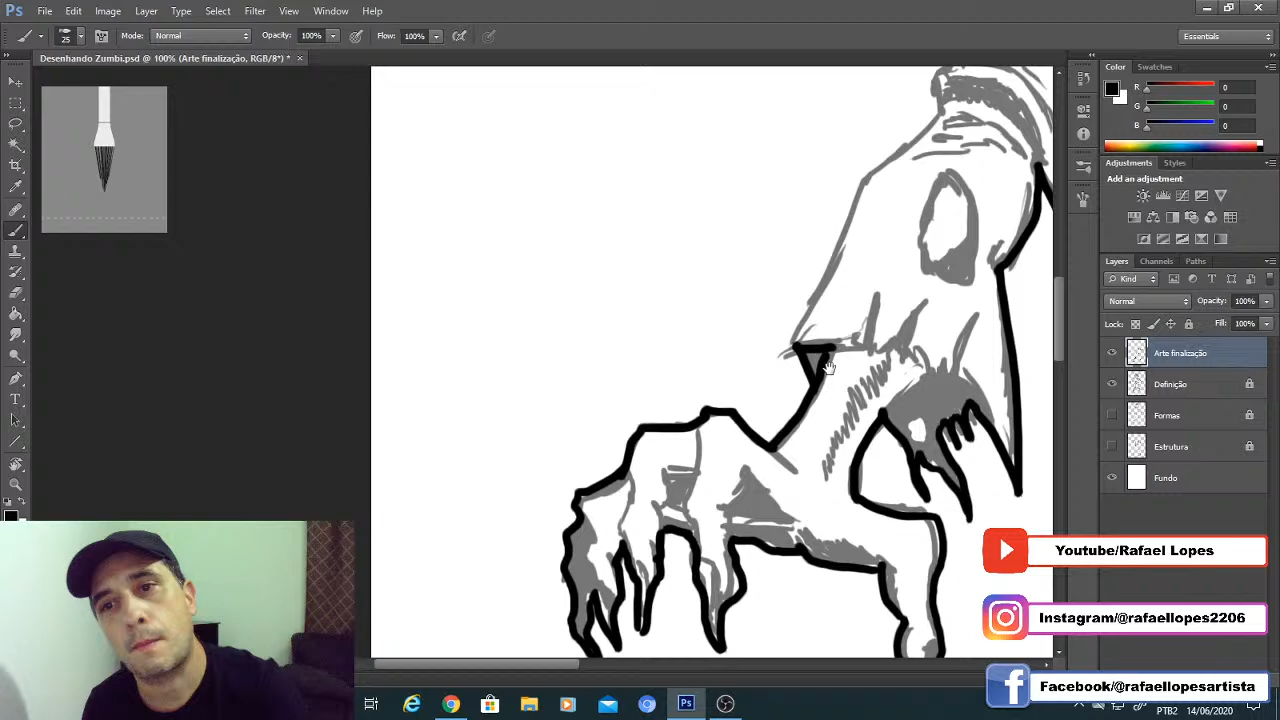 Ps File Edit Image Layer Type Select Filter View Window Help
25 Mode: Normal Opacity: 100% Flow: 100% Essentials
Desenhando Zumbi.psd @ 100% (Arte finalização, RGB/8*) *
Color Swatches
R 0
G 0
B 0
Adjustments Styles
Add an adjustment
Layers Channels Paths
Kind
Normal Opacity: 100%
Lock: Fill: 100%
Arte finalização
Definição
Formas
Estrutura
Fundo
Youtube/Rafael Lopes
Instagram/@rafaellopes2206
Facebook/@rafaellopesartista
PTB2 14/06/2020